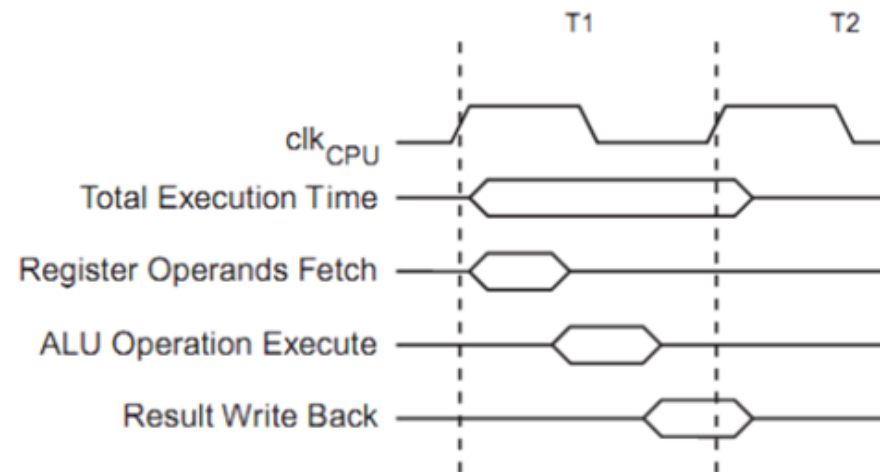 T1 T2
clkCPU
Total Execution Time
Register Operands Fetch
ALU Operation Execute
Result Write Back